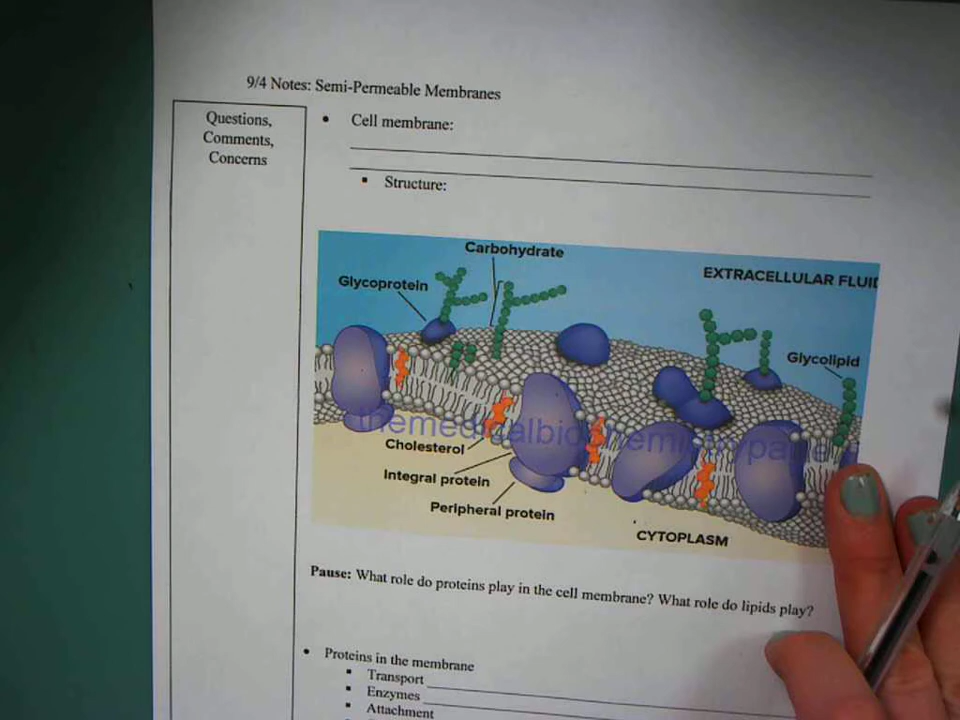 9/4 Notes: Semi-Permeable Membranes
Questions,
Comments,
Concerns
• Cell membrane:
▪ Structure:
Carbohydrate
Glycoprotein
EXTRACELLULAR FLUID
Glycolipid
Cholesterol
Integral protein
Peripheral protein
CYTOPLASM
Pause: What role do proteins play in the cell membrane? What role do lipids play?
• Proteins in the membrane
▪ Transport
▪ Enzymes
▪ Attachment